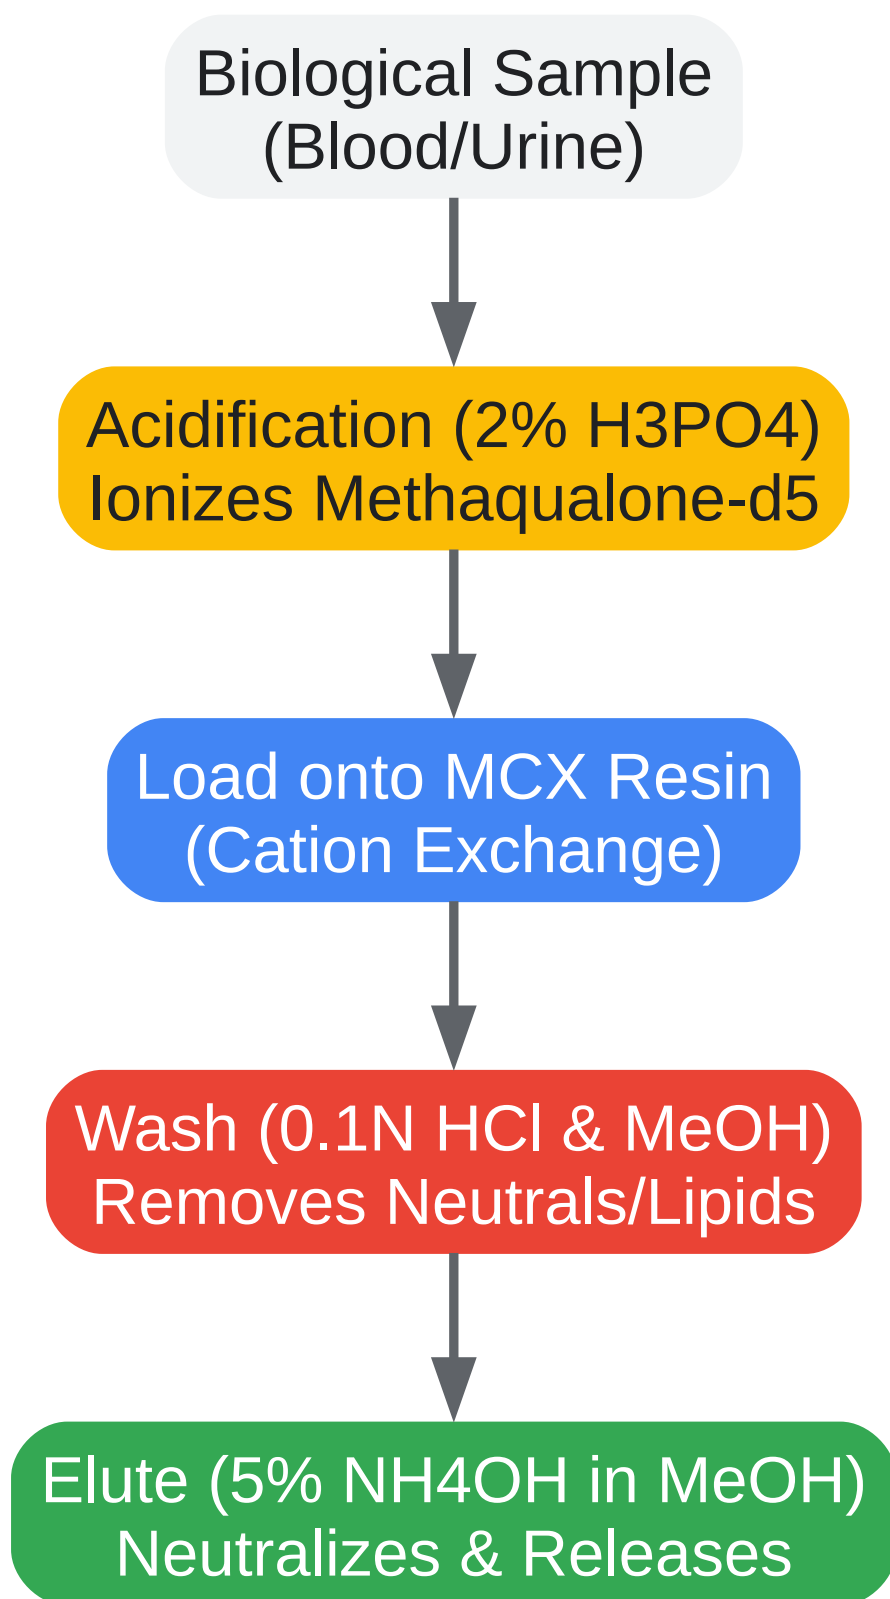 Biological Sample
(Blood/Urine)
Acidification (2% H3PO4)
Ionizes Methaqualone-d5
Load onto MCX Resin
(Cation Exchange)
Wash (0.1N HCl & MeOH)
Removes Neutrals/Lipids
Elute (5% NH4OH in MeOH)
Neutralizes & Releases